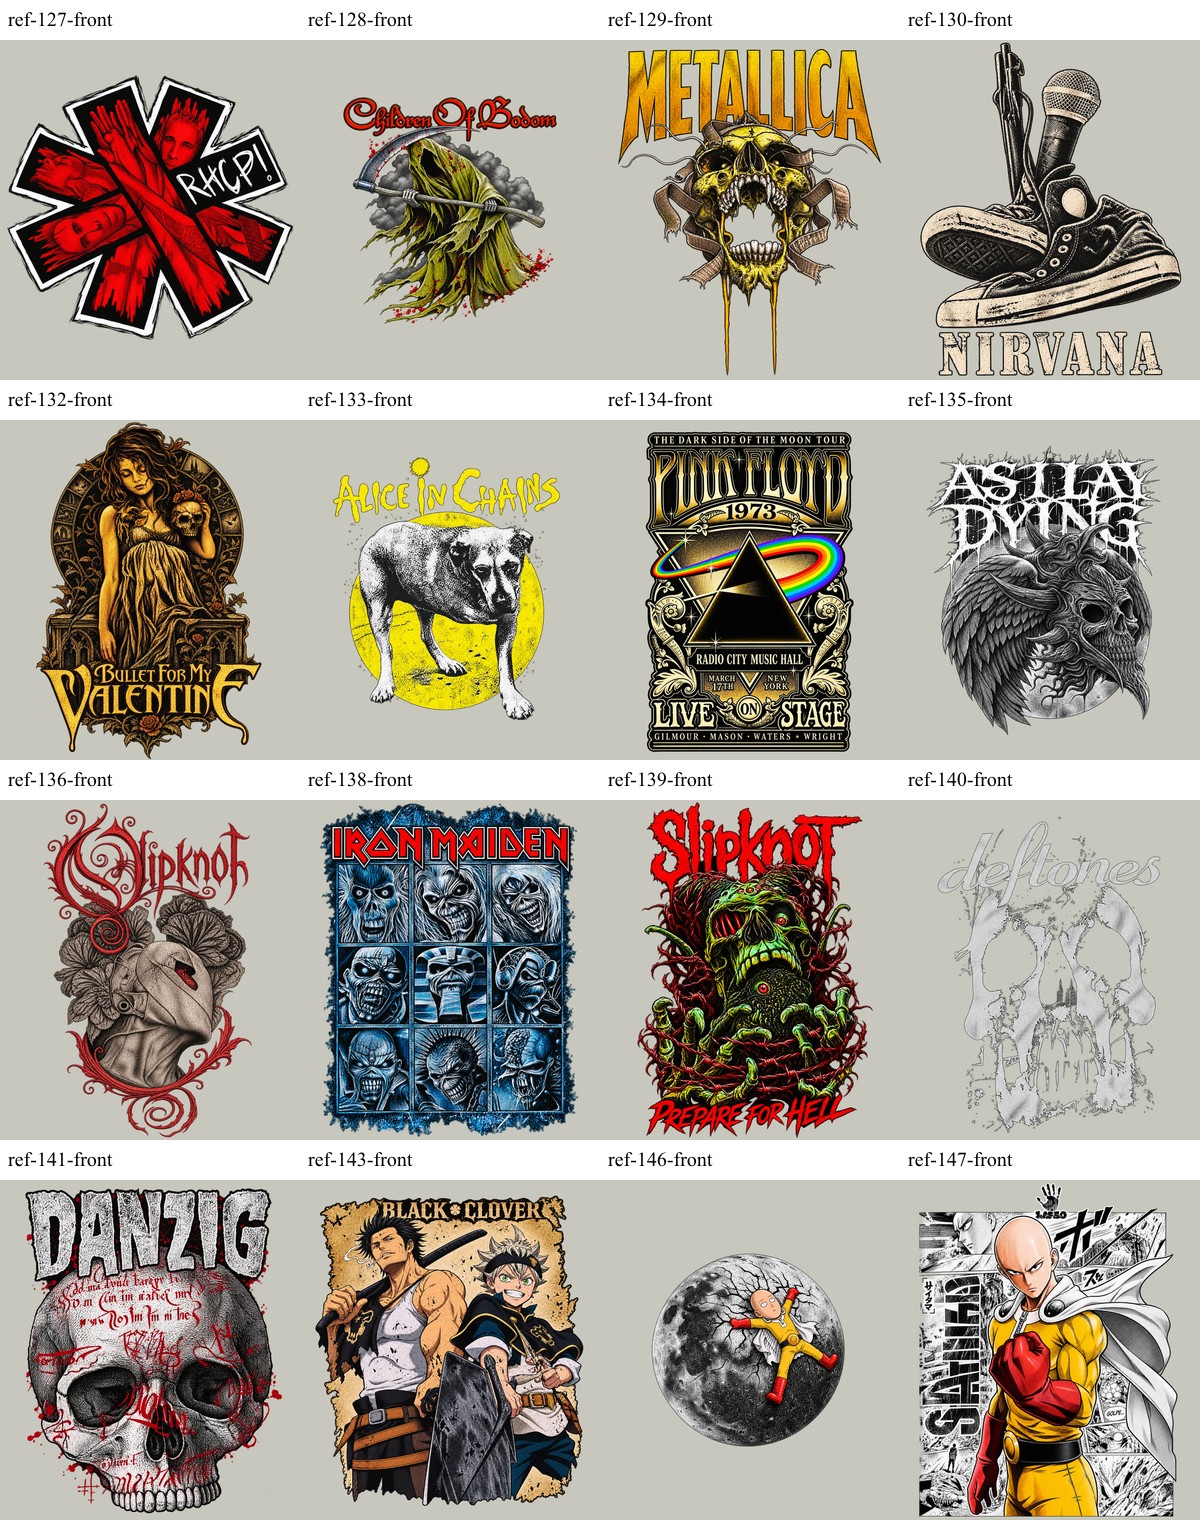 ref-127-front
ref-128-front
ref-129-front
ref-130-front
RHCP!
Children Of Bodom
METALLICA
NIRVANA
ref-132-front
ref-133-front
ref-134-front
ref-135-front
BULLET FOR MY
VALENTINE
ALICE IN CHAINS
THE DARK SIDE OF THE MOON TOUR
PINK FLOYD
1973
RADIO CITY MUSIC HALL
MARCH
17TH
NEW
YORK
LIVE ON STAGE
GILMOUR · MASON · WATERS · WRIGHT
AS I LAY
DYING
ref-136-front
ref-138-front
ref-139-front
ref-140-front
Slipknot
IRON MAIDEN
SLIPKNOT
PREPARE FOR HELL
deftones
ref-141-front
ref-143-front
ref-146-front
ref-147-front
DANZIG
BLACK CLOVER
サイタマ
SAITAMA